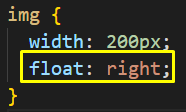 img {
  width: 200px;
  float: right;
}